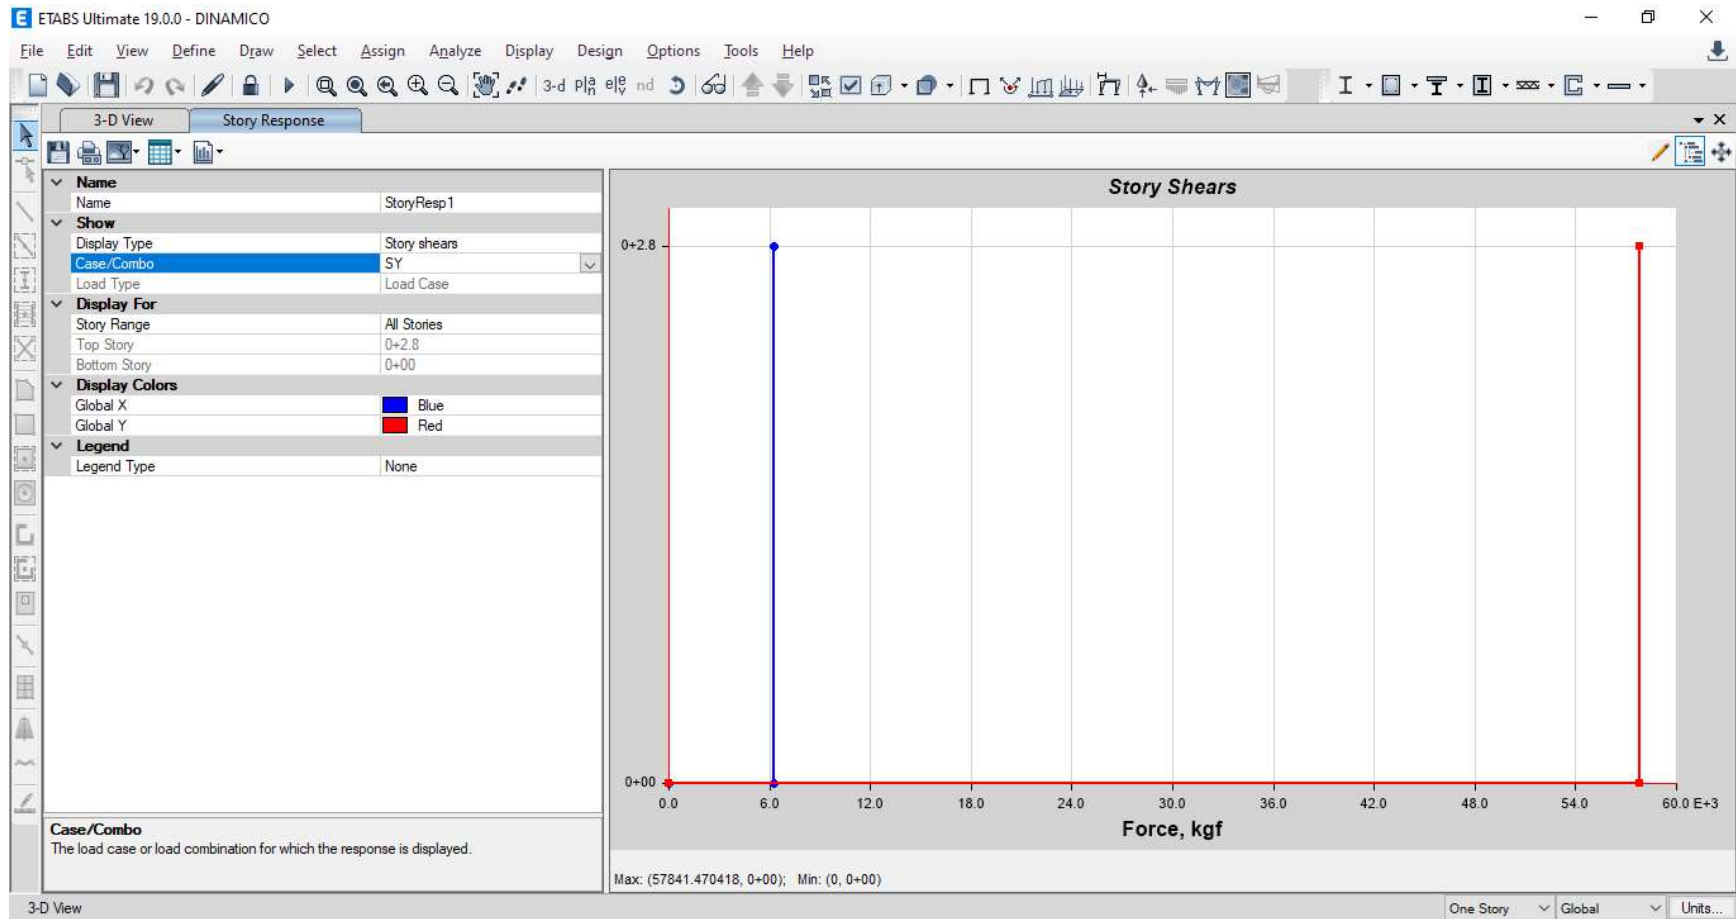 ETABS Ultimate 19.0.0 - DINAMICO
File Edit View Define Draw Select Assign Analyze Display Design Options Tools Help
3-d plä elë nd
3-D View Story Response
Name
Name StoryResp1
Show
Display Type Story shears
Case/Combo SY
Load Type Load Case
Display For
Story Range All Stories
Top Story 0+2.8
Bottom Story 0+00
Display Colors
Global X Blue
Global Y Red
Legend
Legend Type None
Case/Combo
The load case or load combination for which the response is displayed.
Story Shears
0+2.8
0+00
0.0 6.0 12.0 18.0 24.0 30.0 36.0 42.0 48.0 54.0 60.0 E+3
Force, kgf
Max: (57841.470418, 0+00); Min: (0, 0+00)
3-D View One Story Global Units...